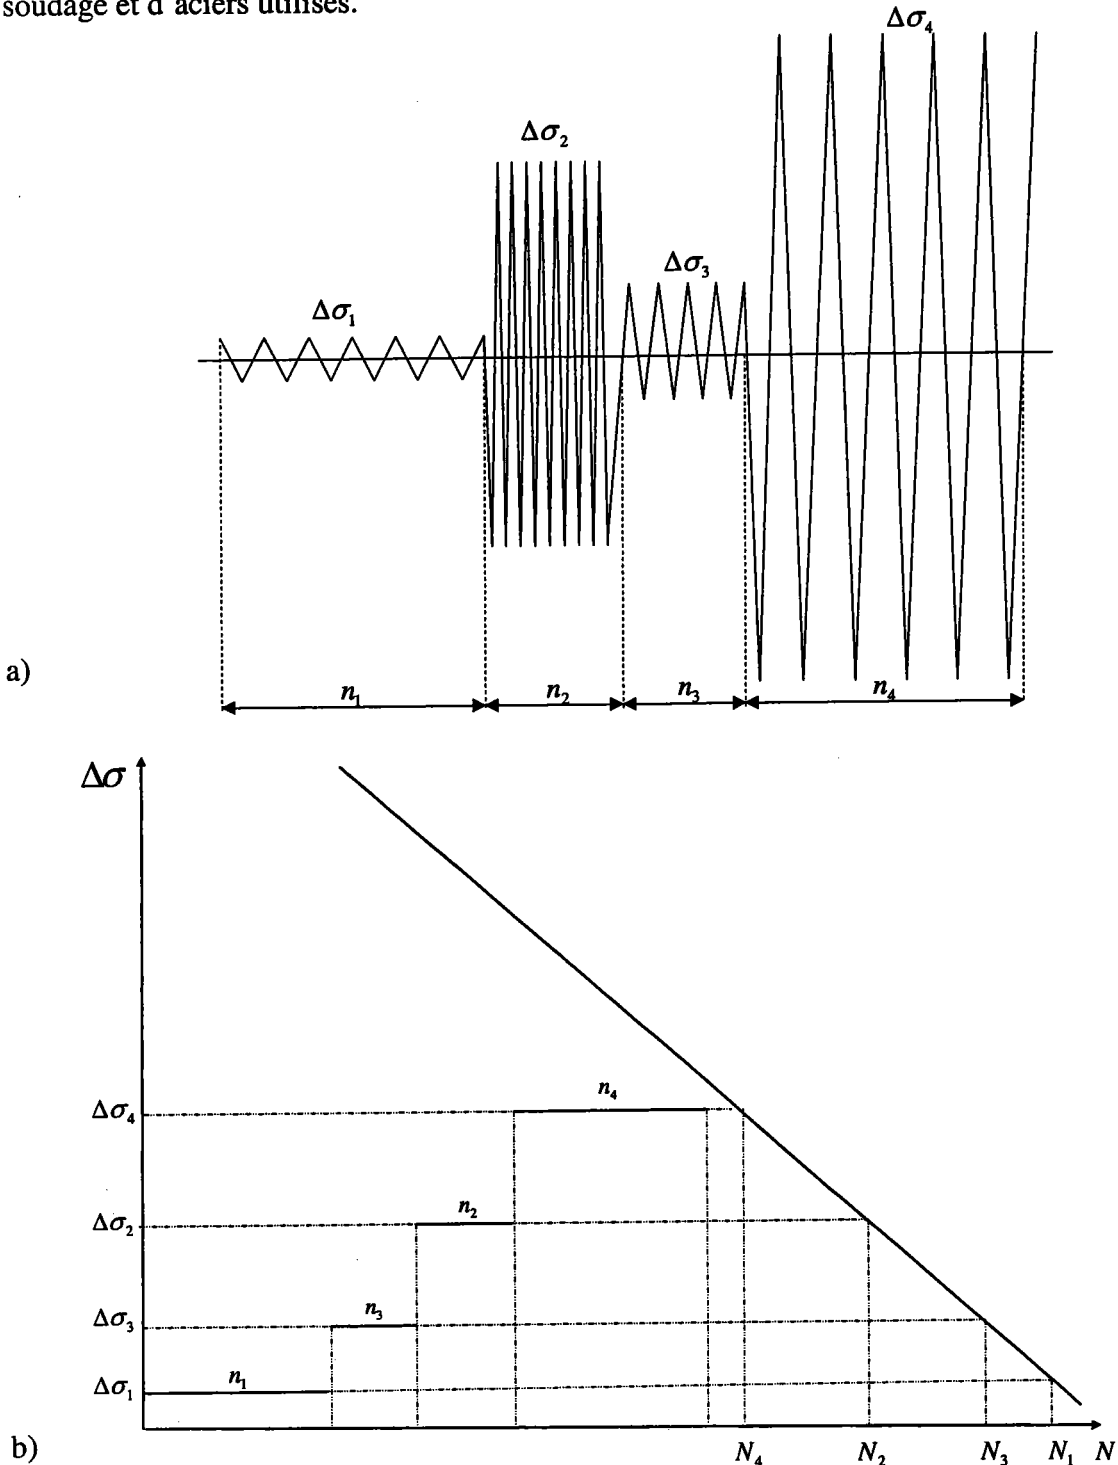 soudage et d'aciers utilisés.
Δσ₄
Δσ₂
Δσ₃
Δσ₁
a)
n₁ n₂ n₃ n₄
Δσ
n₄
Δσ₄
n₂
Δσ₂
n₃
Δσ₃
n₁
Δσ₁
b)
N₄ N₂ N₃ N₁ N